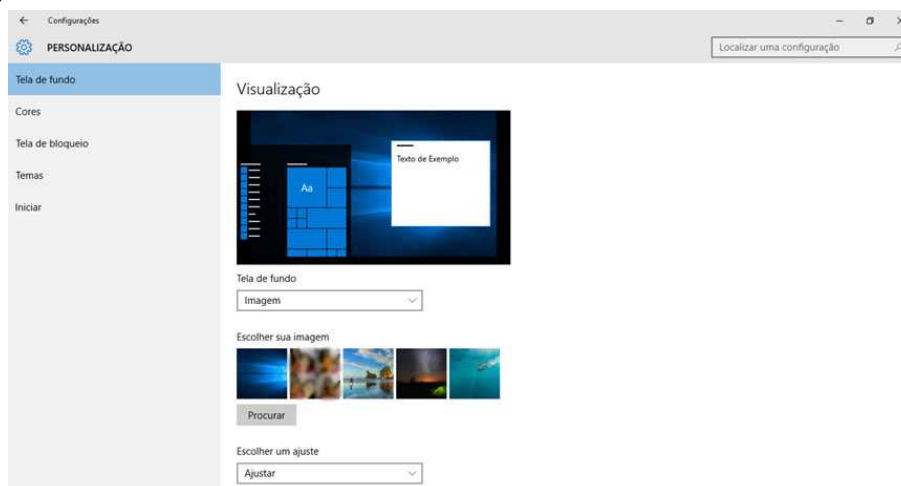 Configurações
PERSONALIZAÇÃO
Localizar uma configuração
Tela de fundo
Cores
Tela de bloqueio
Temas
Iniciar
Visualização
Texto de Exemplo
Aa
Tela de fundo
Imagem
Escolher sua imagem
Procurar
Escolher um ajuste
Ajustar